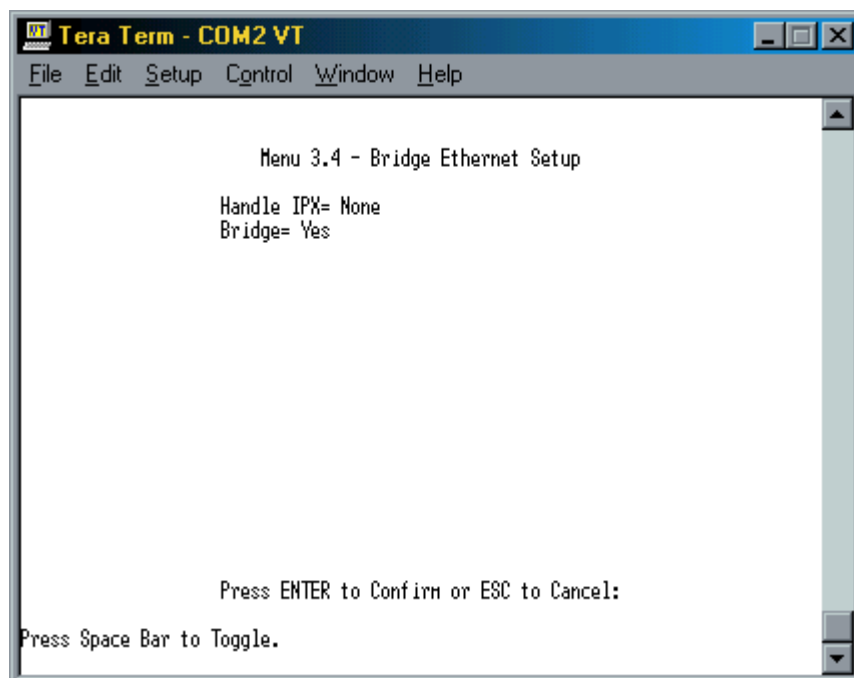 Tera Term - COM2 VT
File Edit Setup Control Window Help
Menu 3.4 - Bridge Ethernet Setup
Handle IPX= None
Bridge= Yes
Press ENTER to Confirm or ESC to Cancel:
Press Space Bar to Toggle.